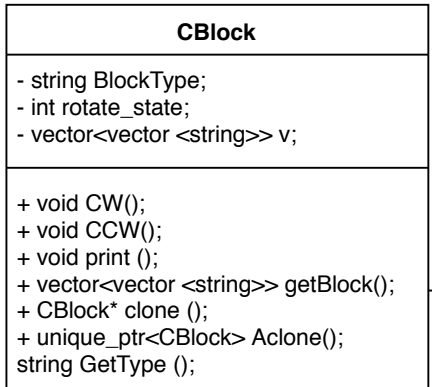 CBlock
- string BlockType;
- int rotate_state;
- vector<vector <string>> v;
+ void CW();
+ void CCW();
+ void print ();
+ vector<vector <string>> getBlock();
+ CBlock* clone ();
+ unique_ptr<CBlock> Aclone();
string GetType ();